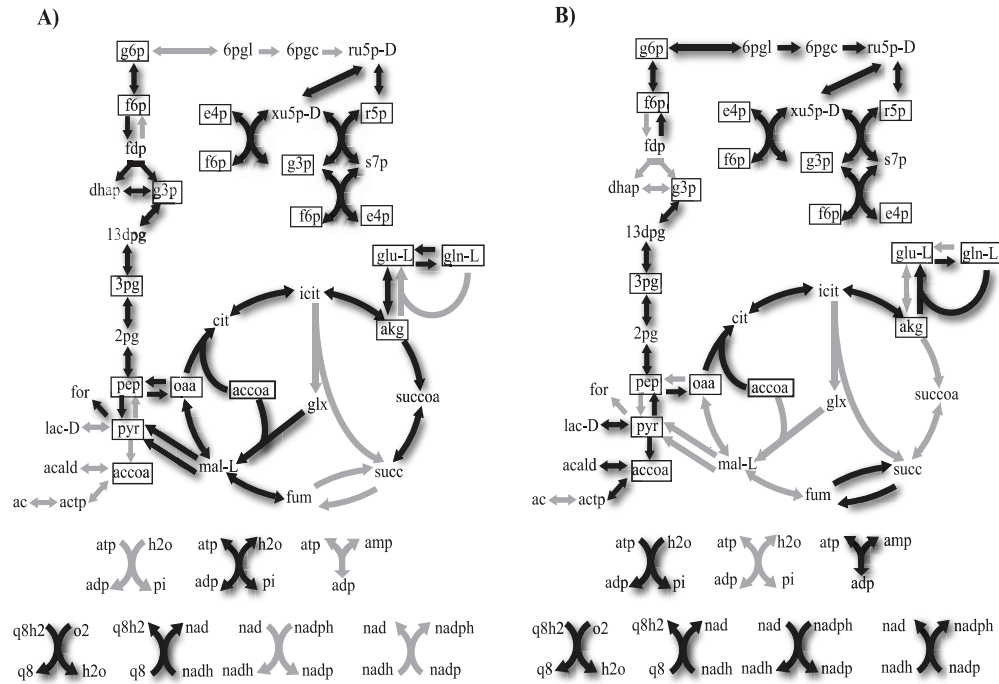 A)
g6p 6pgl 6pgc ru5p-D
f6p e4p xu5p-D r5p
fdp f6p g3p s7p
dhap g3p
f6p e4p
13dpg
glu-L gln-L
3pg icit
cit akg
2pg
pep oaa accoa succoa
for glx
lac-D pyr
acald accoa mal-L succ
ac actp fum
atp h2o atp h2o atp amp
adp pi adp pi adp
q8h2 o2 q8h2 nad nad nadph nad nadph
q8 h2o q8 nadh nadh nadp nadh nadp
B)
g6p 6pgl 6pgc ru5p-D
f6p e4p xu5p-D r5p
fdp f6p g3p s7p
dhap g3p
f6p e4p
13dpg
glu-L gln-L
3pg icit
cit akg
2pg
pep oaa accoa succoa
for glx
lac-D pyr
acald accoa mal-L succ
ac actp fum
atp h2o atp h2o atp amp
adp pi adp pi adp
q8h2 o2 q8h2 nad nad nadph nad nadph
q8 h2o q8 nadh nadh nadp nadh nadp